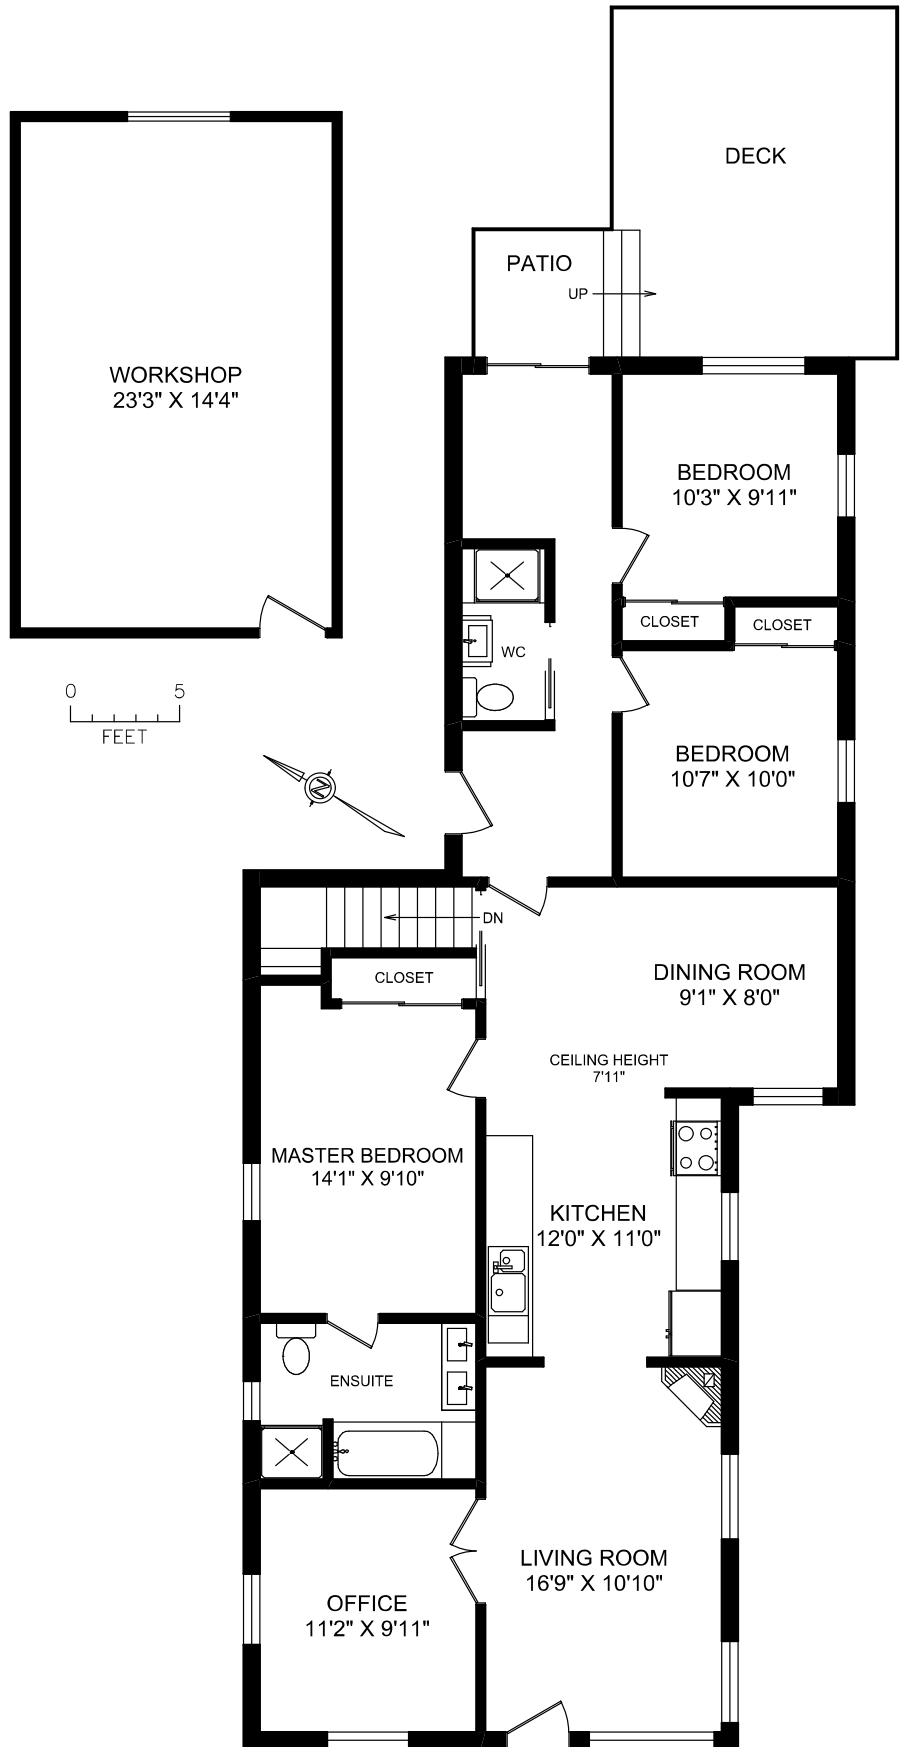 DECK
PATIO
UP
WORKSHOP
23'3" X 14'4"
BEDROOM
10'3" X 9'11"
CLOSET
CLOSET
WC
0 5
FEET
N
BEDROOM
10'7" X 10'0"
DN
CLOSET
DINING ROOM
9'1" X 8'0"
CEILING HEIGHT
7'11"
MASTER BEDROOM
14'1" X 9'10"
KITCHEN
12'0" X 11'0"
ENSUITE
LIVING ROOM
16'9" X 10'10"
OFFICE
11'2" X 9'11"